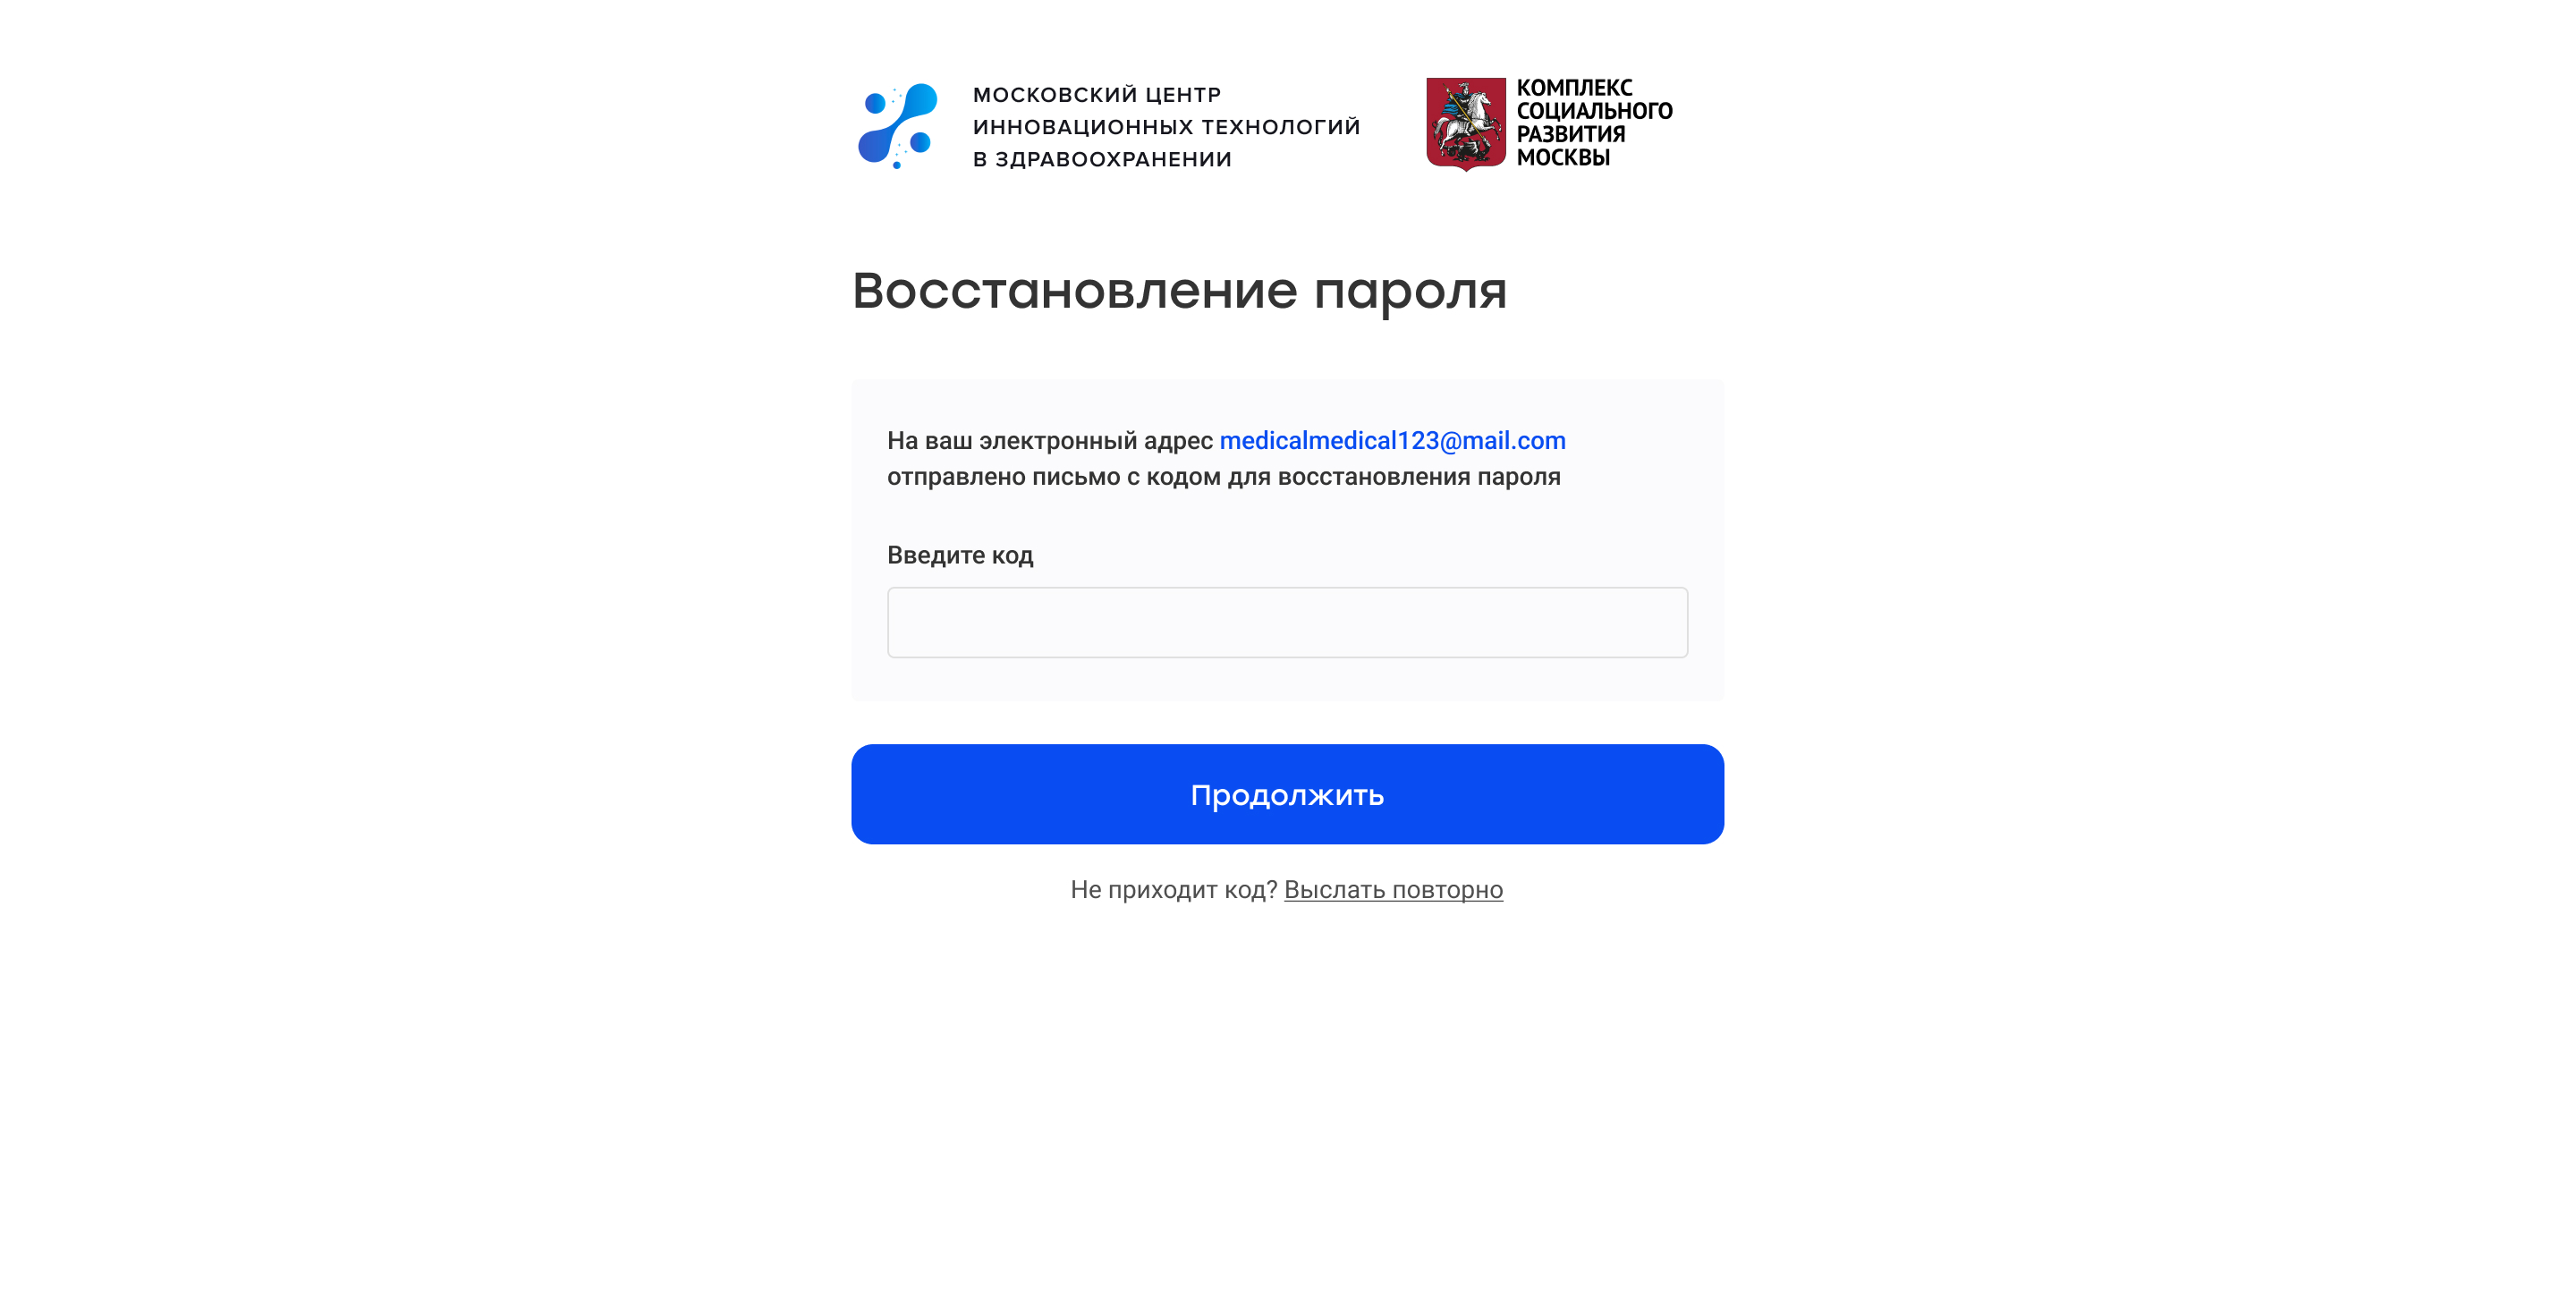 МОСКОВСКИЙ ЦЕНТР
ИННОВАЦИОННЫХ ТЕХНОЛОГИЙ
В ЗДРАВООХРАНЕНИИ
КОМПЛЕКС
СОЦИАЛЬНОГО
РАЗВИТИЯ
МОСКВЫ
Восстановление пароля
На ваш электронный адрес medicalmedical123@mail.com
отправлено письмо с кодом для восстановления пароля
Введите код
Продолжить
Не приходит код? Выслать повторно